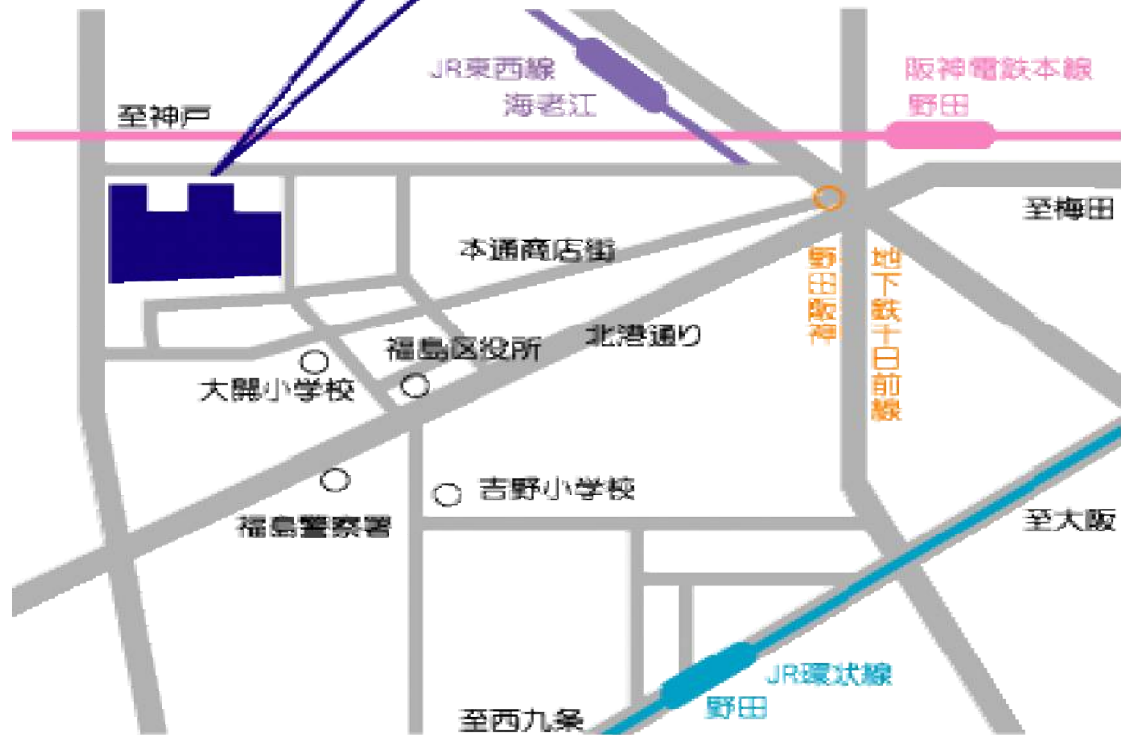 JR東西線
海老江
阪神電鉄本線
野田
至神戸
至梅田
本通商店街
地下鉄千日前線
野田阪神
北港通り
福島区役所
大開小学校
吉野小学校
福島警察署
至大阪
JR環状線
野田
至西九条